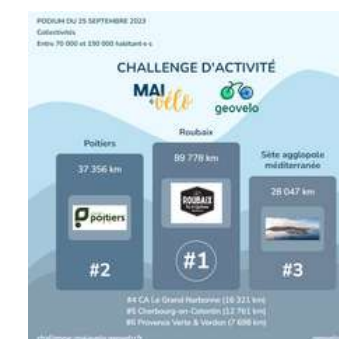 PODIUM DU 25 SEPTEMBRE 2023
Collectivités
Entre 70 000 et 190 000 habitant·e·s
CHALLENGE D'ACTIVITÉ
MAI
à vélo
geovelo
Roubaix
89 778 km
ROUBAIX
#1
Poitiers
37 356 km
poitiers
#2
Sète agglopole
méditerranée
28 047 km
#3
#4 CA Le Grand Narbonne (16 321 km)
#5 Cherbourg-en-Cotentin (12 761 km)
#6 Provence Verte & Verdon (7 698 km)